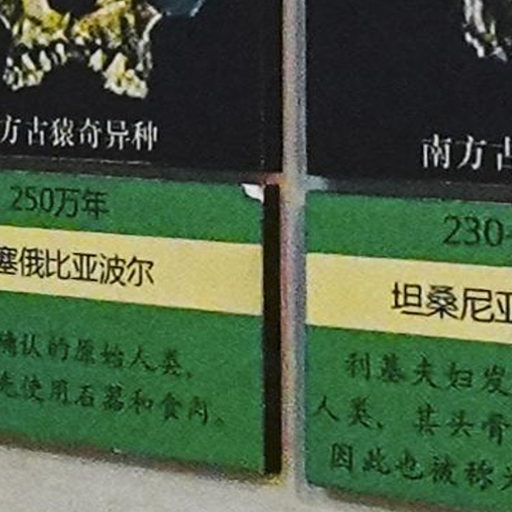 方古猿奇异种
250万年
塞俄比亚波尔
确认的原始人类,
先使用石器和食肉。
南方古
230
坦桑尼亚
利基夫妇发
人类, 其头骨
因此也被称为